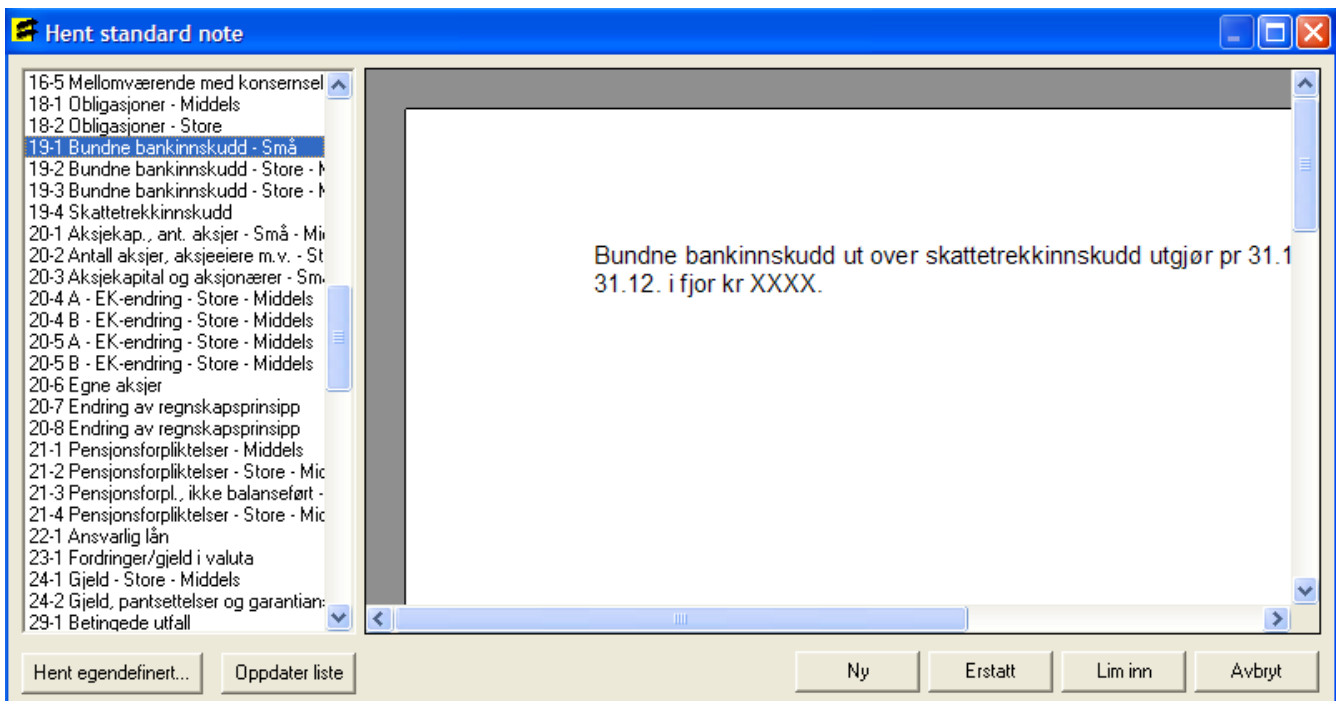 Hent standard note
16-5 Mellomværende med konsernsel
18-1 Obligasjoner - Middels
18-2 Obligasjoner - Store
19-1 Bundne bankinnskudd - Små
19-2 Bundne bankinnskudd - Store - M
19-3 Bundne bankinnskudd - Store - M
19-4 Skattetrekkinnskudd
20-1 Aksjekap., ant. aksjer - Små - Mi
20-2 Antall aksjer, aksjeeiere m.v. - St
20-3 Aksjekapital og aksjonærer - Sm
20-4 A - EK-endring - Store - Middels
20-4 B - EK-endring - Store - Middels
20-5 A - EK-endring - Store - Middels
20-5 B - EK-endring - Store - Middels
20-6 Egne aksjer
20-7 Endring av regnskapsprinsipp
20-8 Endring av regnskapsprinsipp
21-1 Pensjonsforpliktelser - Middels
21-2 Pensjonsforpliktelser - Store - Mid
21-3 Pensjonsforpl., ikke balanseført -
21-4 Pensjonsforpliktelser - Store - Mid
22-1 Ansvarlig lån
23-1 Fordringer/gjeld i valuta
24-1 Gjeld - Store - Middels
24-2 Gjeld, pantsettelser og garantian
29-1 Betingede utfall
Bundne bankinnskudd ut over skattetrekkinnskudd utgjør pr 31.1
31.12. i fjor kr XXXX.
Hent egendefinert...
Oppdater liste
Ny
Erstatt
Lim inn
Avbryt